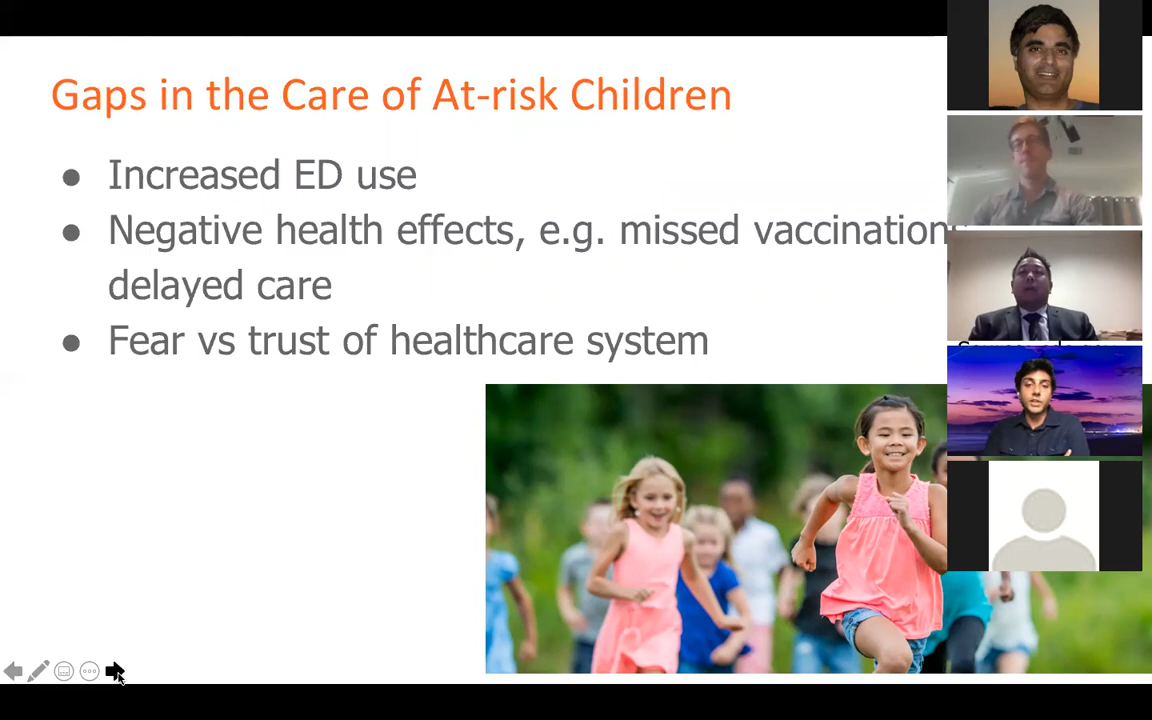 Gaps in the Care of At-risk Children
● Increased ED use
● Negative health effects, e.g. missed vaccination
delayed care
● Fear vs trust of healthcare system